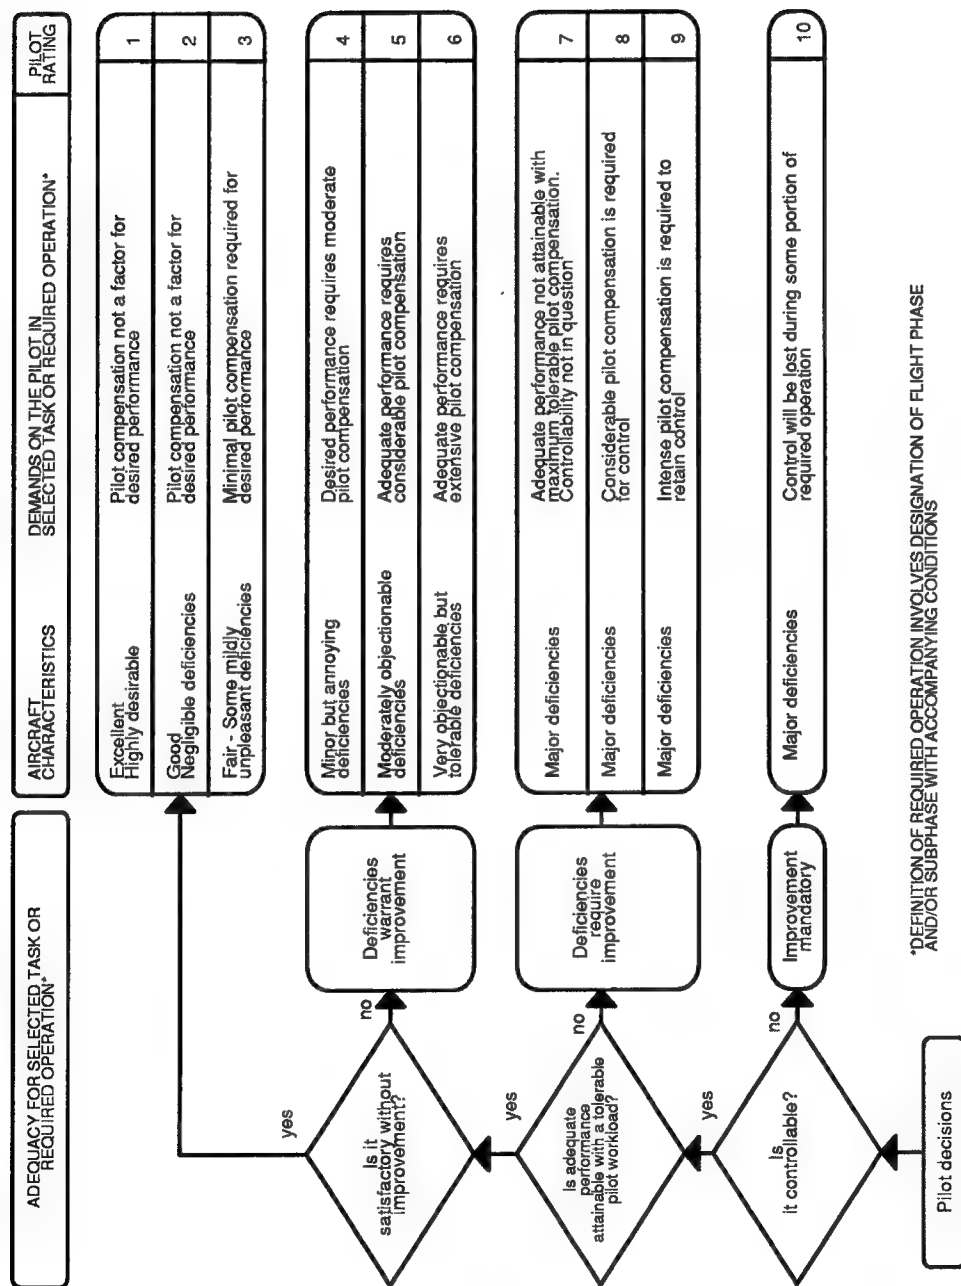 ADEQUACY FOR SELECTED TASK OR
REQUIRED OPERATION*
AIRCRAFT
CHARACTERISTICS
DEMANDS ON THE PILOT IN
SELECTED TASK OR REQUIRED OPERATION*
PILOT
RATING
yes
Excellent
Highly desirable
Pilot compensation not a factor for
desired performance
1
Good
Negligible deficiencies
Pilot compensation not a factor for
desired performance
2
Fair - Some mildly
unpleasant deficiencies
Minimal pilot compensation required for
desired performance
3
Is it
satisfactory without
improvement?
no
Deficiencies
warrant
improvement
Minor but annoying
deficiencies
Desired performance requires moderate
pilot compensation
4
Moderately objectionable
deficiencies
Adequate performance requires
considerable pilot compensation
5
Very objectionable but
tolerable deficiencies
Adequate performance requires
extensive pilot compensation
6
yes
Is adequate
performance
attainable with a tolerable
pilot workload?
no
Deficiencies
require
improvement
Major deficiencies
Adequate performance not attainable with
maximum tolerable pilot compensation.
Controllability not in question
7
Major deficiencies
Considerable pilot compensation is required
for control
8
Major deficiencies
Intense pilot compensation is required to
retain control
9
yes
Is
it controllable?
no
Improvement
mandatory
Major deficiencies
Control will be lost during some portion of
required operation
10
Pilot decisions
*DEFINITION OF REQUIRED OPERATION INVOLVES DESIGNATION OF FLIGHT PHASE
AND/OR SUBPHASE WITH ACCOMPANYING CONDITIONS